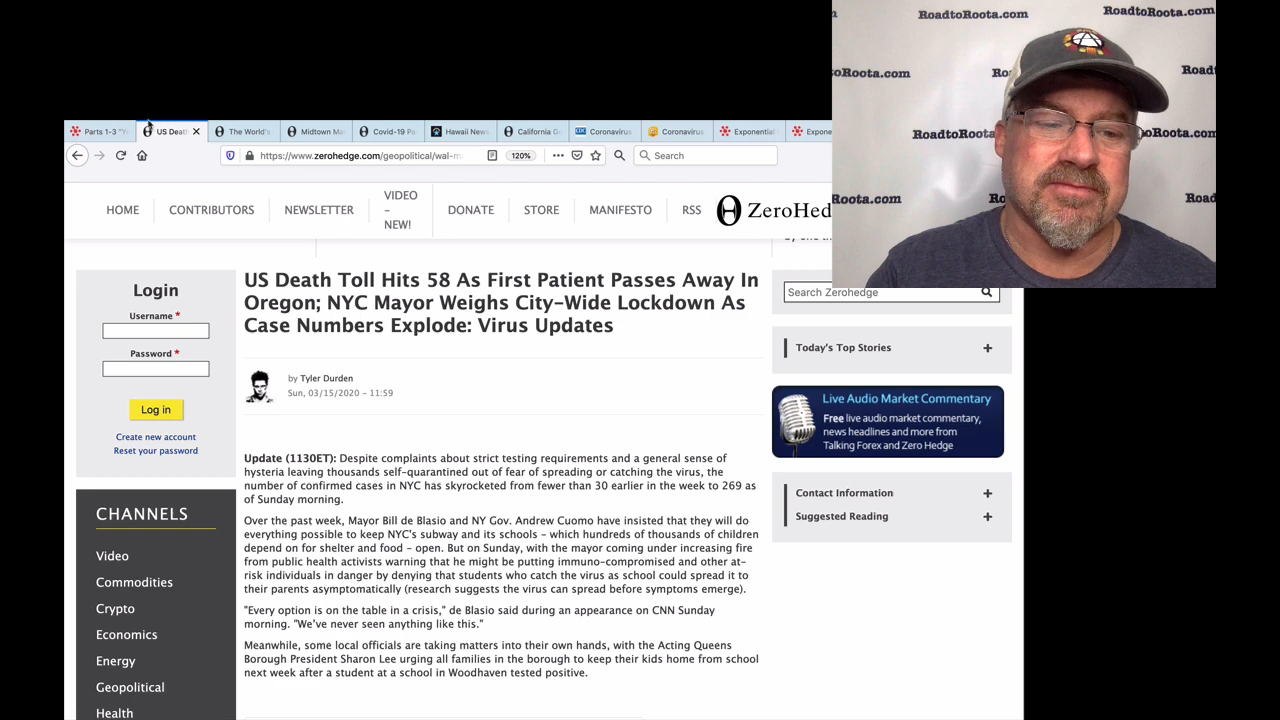 RoadtoRoota.com
RoadtoRoota.com
Roota.com
Roota.com
RoadtoRoota.com
Roota.com
Parts 1-3 "Y
US Death
The World's
Midtown Ma
Covid-19 Pa
Hawaii News
California G
Coronavirus
Coronavirus
Exponential
Expone
https://www.zerohedge.com/geopolitical/wal-m
120%
Search
HOME
CONTRIBUTORS
NEWSLETTER
VIDEO
–
NEW!
DONATE
STORE
MANIFESTO
RSS
ZeroHed
Login
Username *
Password *
Log in
Create new account
Reset your password
CHANNELS
Video
Commodities
Crypto
Economics
Energy
Geopolitical
Health
US Death Toll Hits 58 As First Patient Passes Away In
Oregon; NYC Mayor Weighs City-Wide Lockdown As
Case Numbers Explode: Virus Updates
by Tyler Durden
Sun, 03/15/2020 - 11:59
Update (1130ET): Despite complaints about strict testing requirements and a general sense of
hysteria leaving thousands self-quarantined out of fear of spreading or catching the virus, the
number of confirmed cases in NYC has skyrocketed from fewer than 30 earlier in the week to 269 as
of Sunday morning.
Over the past week, Mayor Bill de Blasio and NY Gov. Andrew Cuomo have insisted that they will do
everything possible to keep NYC's subway and its schools – which hundreds of thousands of children
depend on for shelter and food – open. But on Sunday, with the mayor coming under increasing fire
from public health activists warning that he might be putting immuno-compromised and other at-
risk individuals in danger by denying that students who catch the virus as school could spread it to
their parents asymptomatically (research suggests the virus can spread before symptoms emerge).
"Every option is on the table in a crisis," de Blasio said during an appearance on CNN Sunday
morning. "We've never seen anything like this."
Meanwhile, some local officials are taking matters into their own hands, with the Acting Queens
Borough President Sharon Lee urging all families in the borough to keep their kids home from school
next week after a student at a school in Woodhaven tested positive.
Search Zerohedge
Today's Top Stories
Live Audio Market Commentary
Free live audio market commentary,
news headlines and more from
Talking Forex and Zero Hedge
Contact Information
Suggested Reading